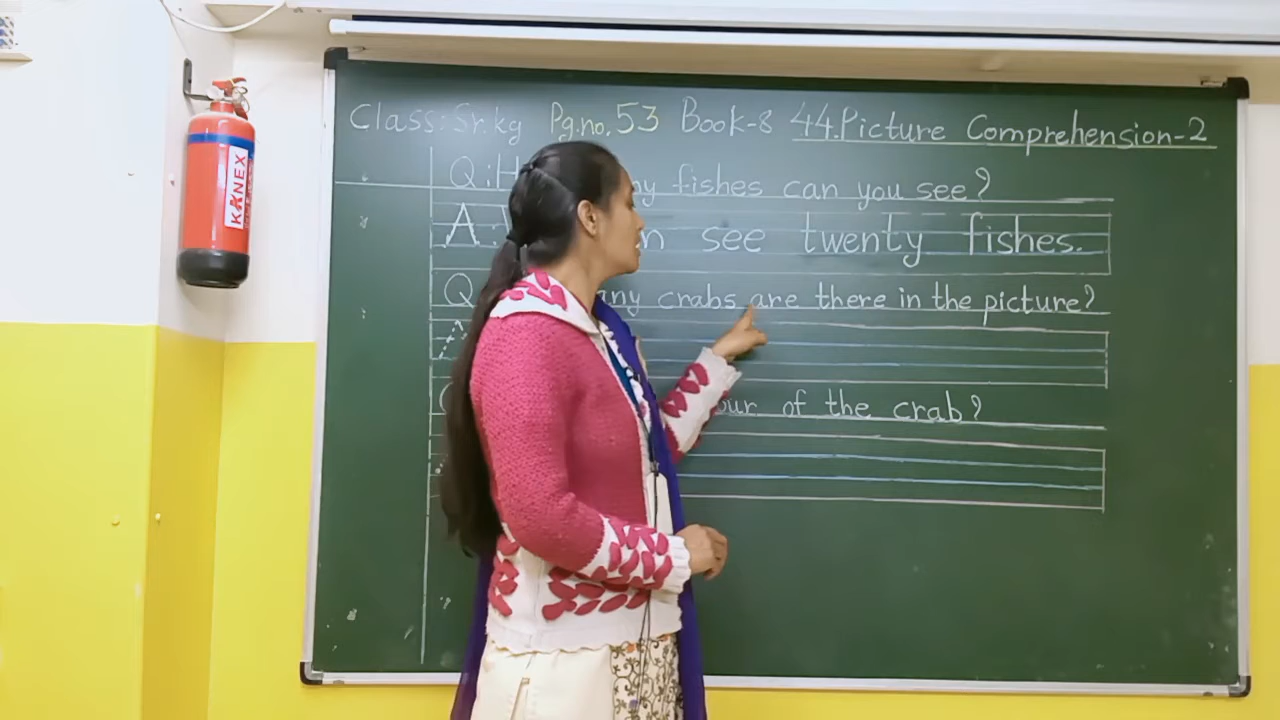 Class: Sr.kg Pg.no.53 Book-8 44.Picture Comprehension-2
Q:H ny fishes can you see?
A. n see twenty fishes.
Q any crabs are there in the picture?
our of the crab?
KANEX